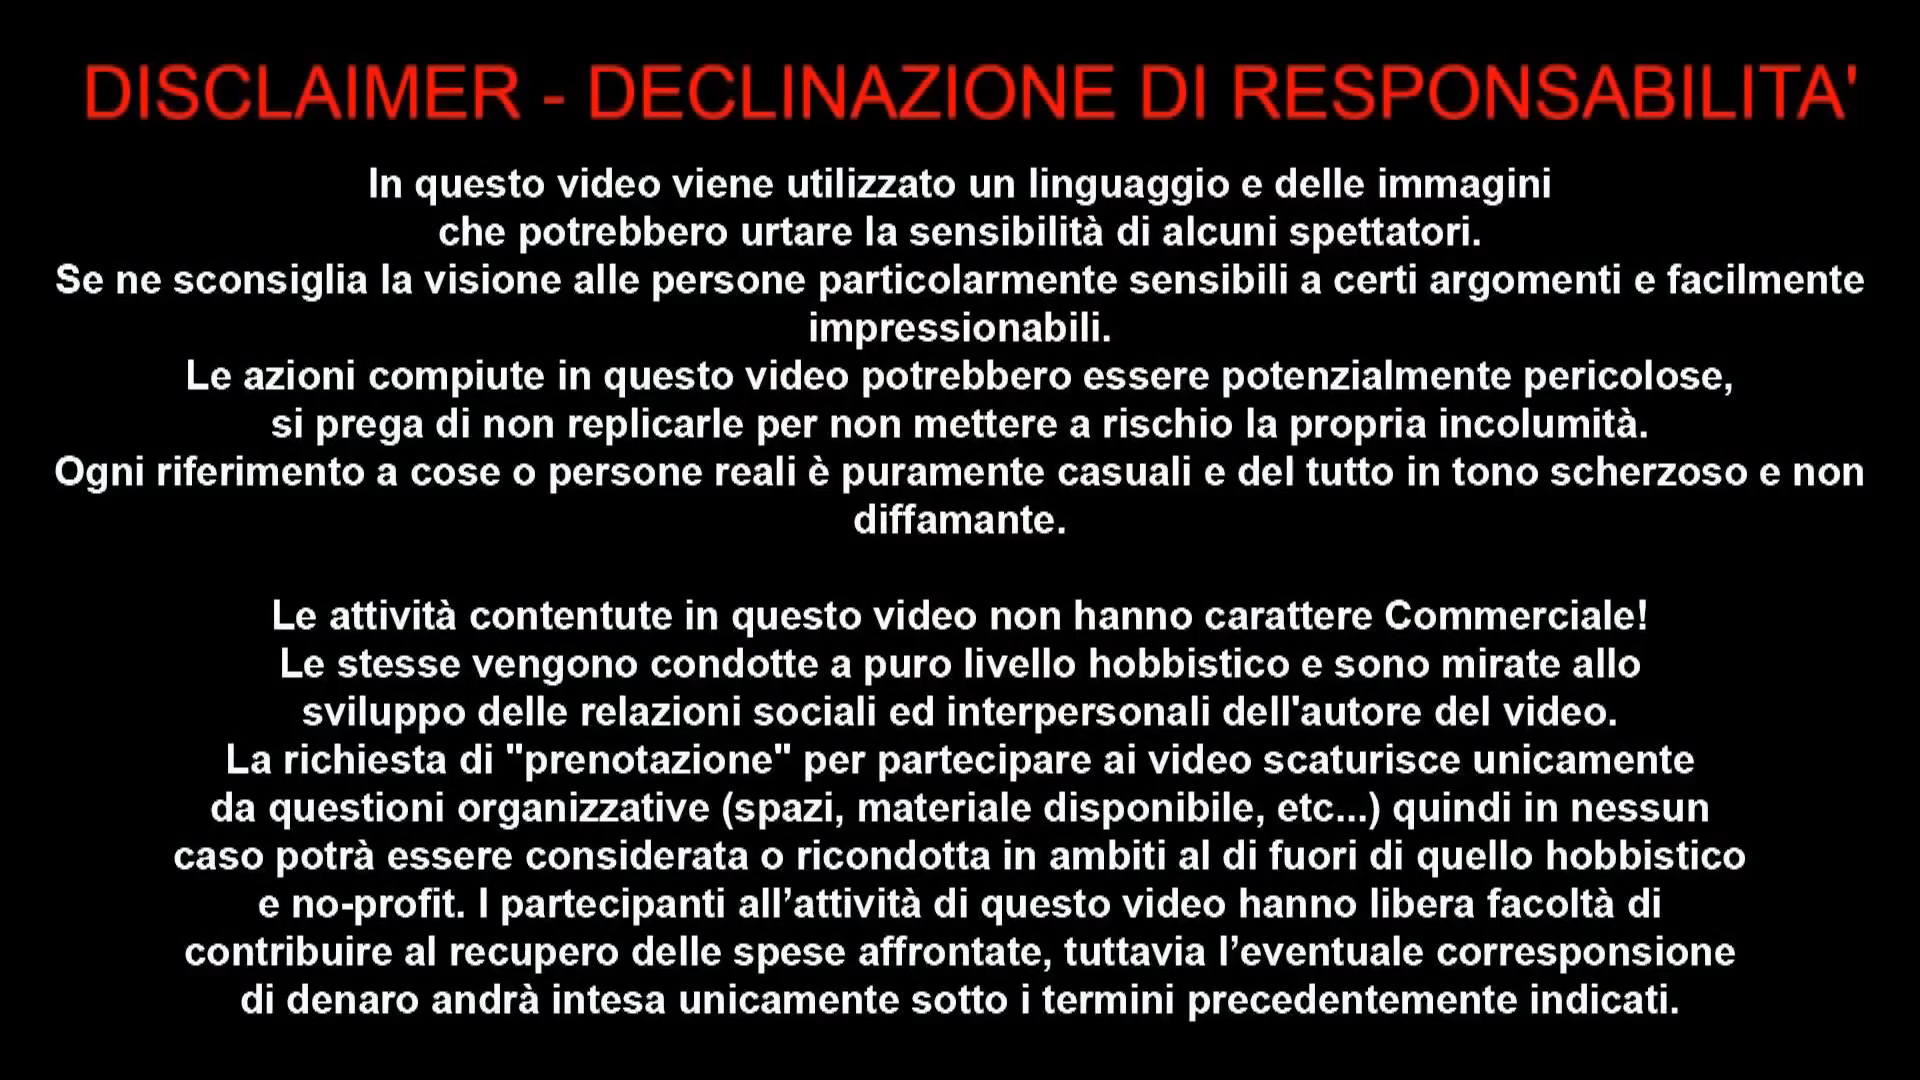 DISCLAIMER - DECLINAZIONE DI RESPONSABILITA'
In questo video viene utilizzato un linguaggio e delle immagini
che potrebbero urtare la sensibilità di alcuni spettatori.
Se ne sconsiglia la visione alle persone particolarmente sensibili a certi argomenti e facilmente
impressionabili.
Le azioni compiute in questo video potrebbero essere potenzialmente pericolose,
si prega di non replicarle per non mettere a rischio la propria incolumità.
Ogni riferimento a cose o persone reali è puramente casuali e del tutto in tono scherzoso e non
diffamante.
Le attività contentute in questo video non hanno carattere Commerciale!
Le stesse vengono condotte a puro livello hobbistico e sono mirate allo
sviluppo delle relazioni sociali ed interpersonali dell'autore del video.
La richiesta di "prenotazione" per partecipare ai video scaturisce unicamente
da questioni organizzative (spazi, materiale disponibile, etc...) quindi in nessun
caso potrà essere considerata o ricondotta in ambiti al di fuori di quello hobbistico
e no-profit. I partecipanti all’attività di questo video hanno libera facoltà di
contribuire al recupero delle spese affrontate, tuttavia l’eventuale corresponsione
di denaro andrà intesa unicamente sotto i termini precedentemente indicati.